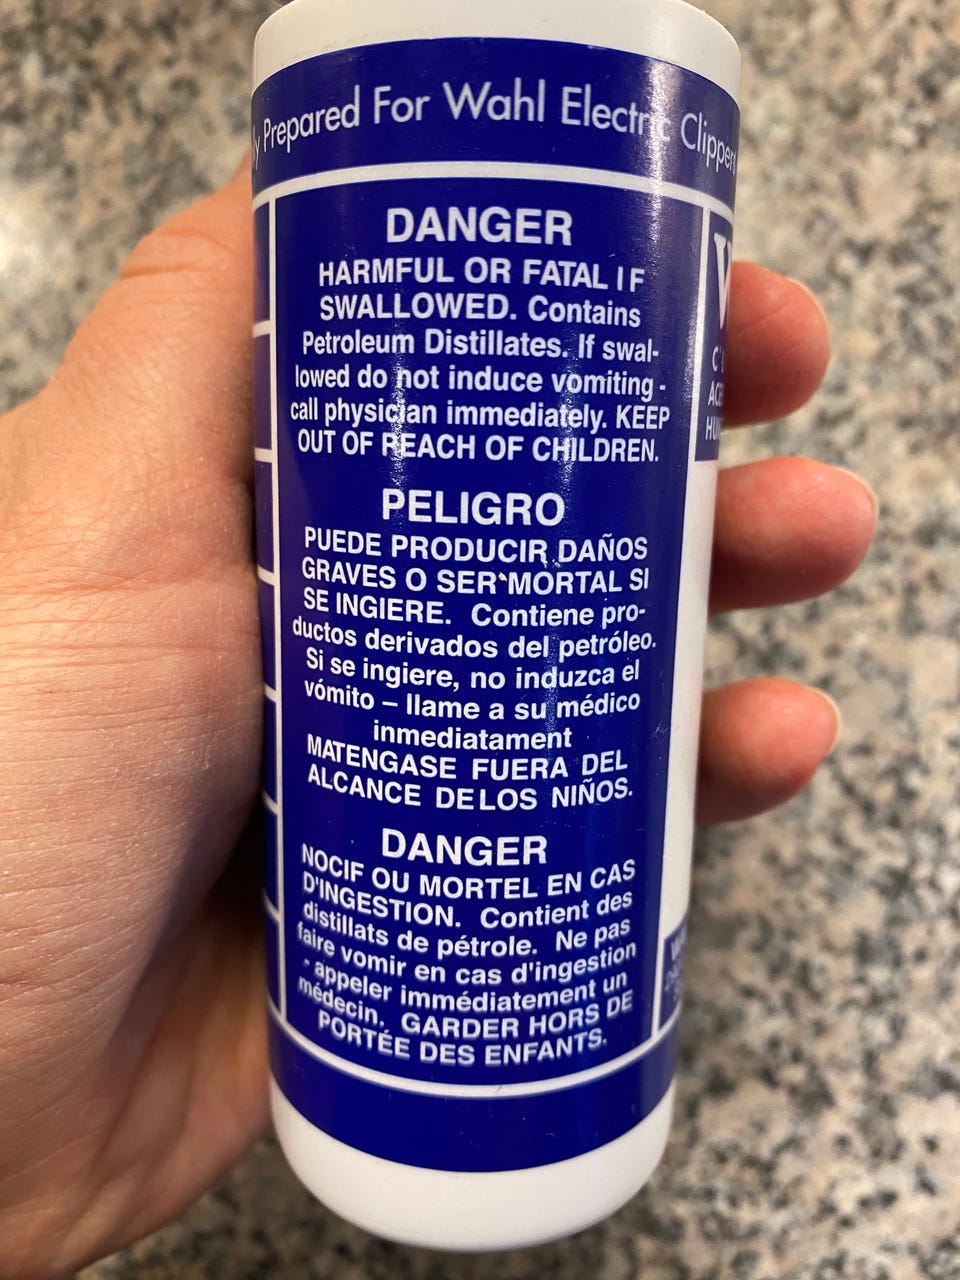 Prepared For Wahl Electric Clippers
DANGER
HARMFUL OR FATAL IF
SWALLOWED. Contains
Petroleum Distillates. If swal-
lowed do not induce vomiting -
call physician immediately. KEEP
OUT OF REACH OF CHILDREN.
PELIGRO
PUEDE PRODUCIR DAÑOS
GRAVES O SER MORTAL SI
SE INGIERE. Contiene pro-
ductos derivados del petróleo.
Si se ingiere, no induzca el
vómito – llame a su médico
inmediatament
MATENGASE FUERA DEL
ALCANCE DE LOS NIÑOS.
DANGER
NOCIF OU MORTEL EN CAS
D'INGESTION. Contient des
distillats de pétrole. Ne pas
faire vomir en cas d'ingestion
- appeler immédiatement un
médecin. GARDER HORS DE
PORTÉE DES ENFANTS.